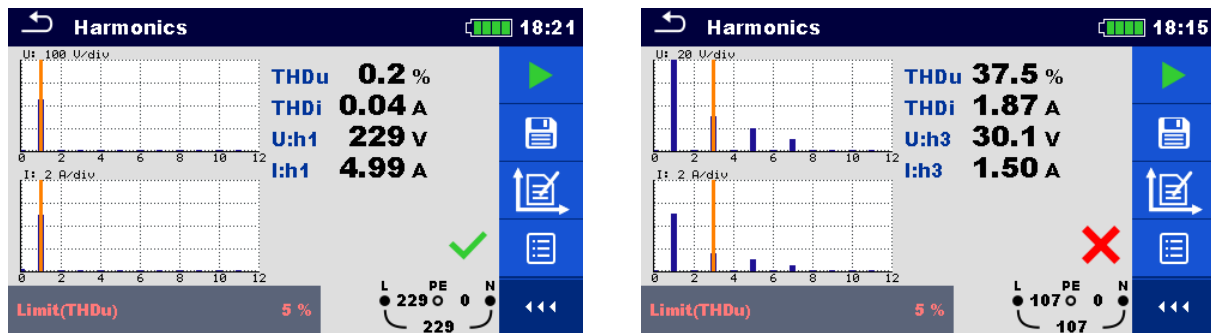 Harmonics 18:21
U: 100 V/div
THDu 0.2 %
THDi 0.04 A
U:h1 229 V
I:h1 4.99 A
0 2 4 6 8 10 12
I: 2 A/div
0 2 4 6 8 10 12
Limit(THDu) 5 %
L PE N
229 0
229
Harmonics 18:15
U: 20 V/div
THDu 37.5 %
THDi 1.87 A
U:h3 30.1 V
I:h3 1.50 A
0 2 4 6 8 10 12
I: 2 A/div
0 2 4 6 8 10 12
Limit(THDu) 5 %
L PE N
107 0
107